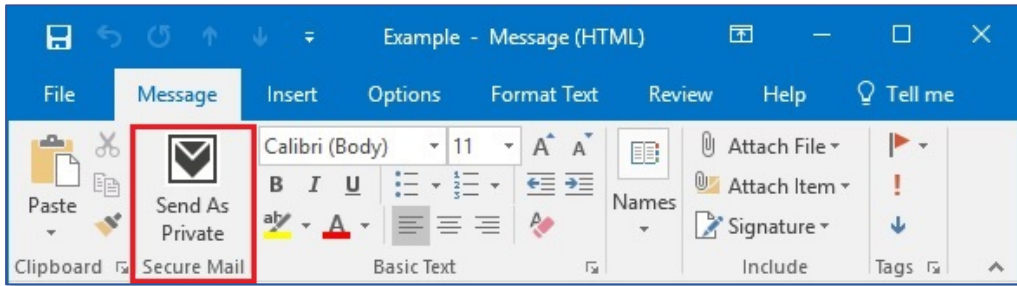 Example - Message (HTML)
File Message Insert Options Format Text Review Help Tell me
Calibri (Body) 11 A A Attach File
B I U Attach Item
Paste Send As Private Names
ab A A Signature
Clipboard Secure Mail Basic Text Include Tags